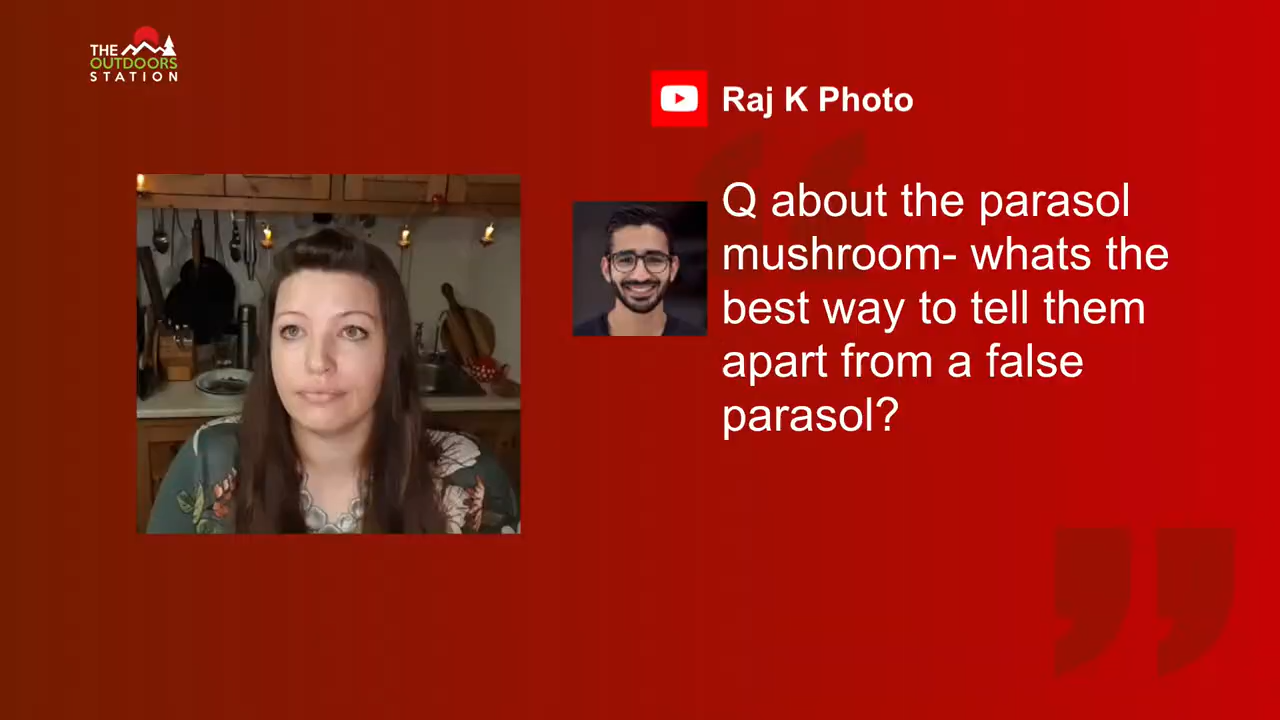 THE
OUTDOORS
STATION
Raj K Photo
Q about the parasol
mushroom- whats the
best way to tell them
apart from a false
parasol?